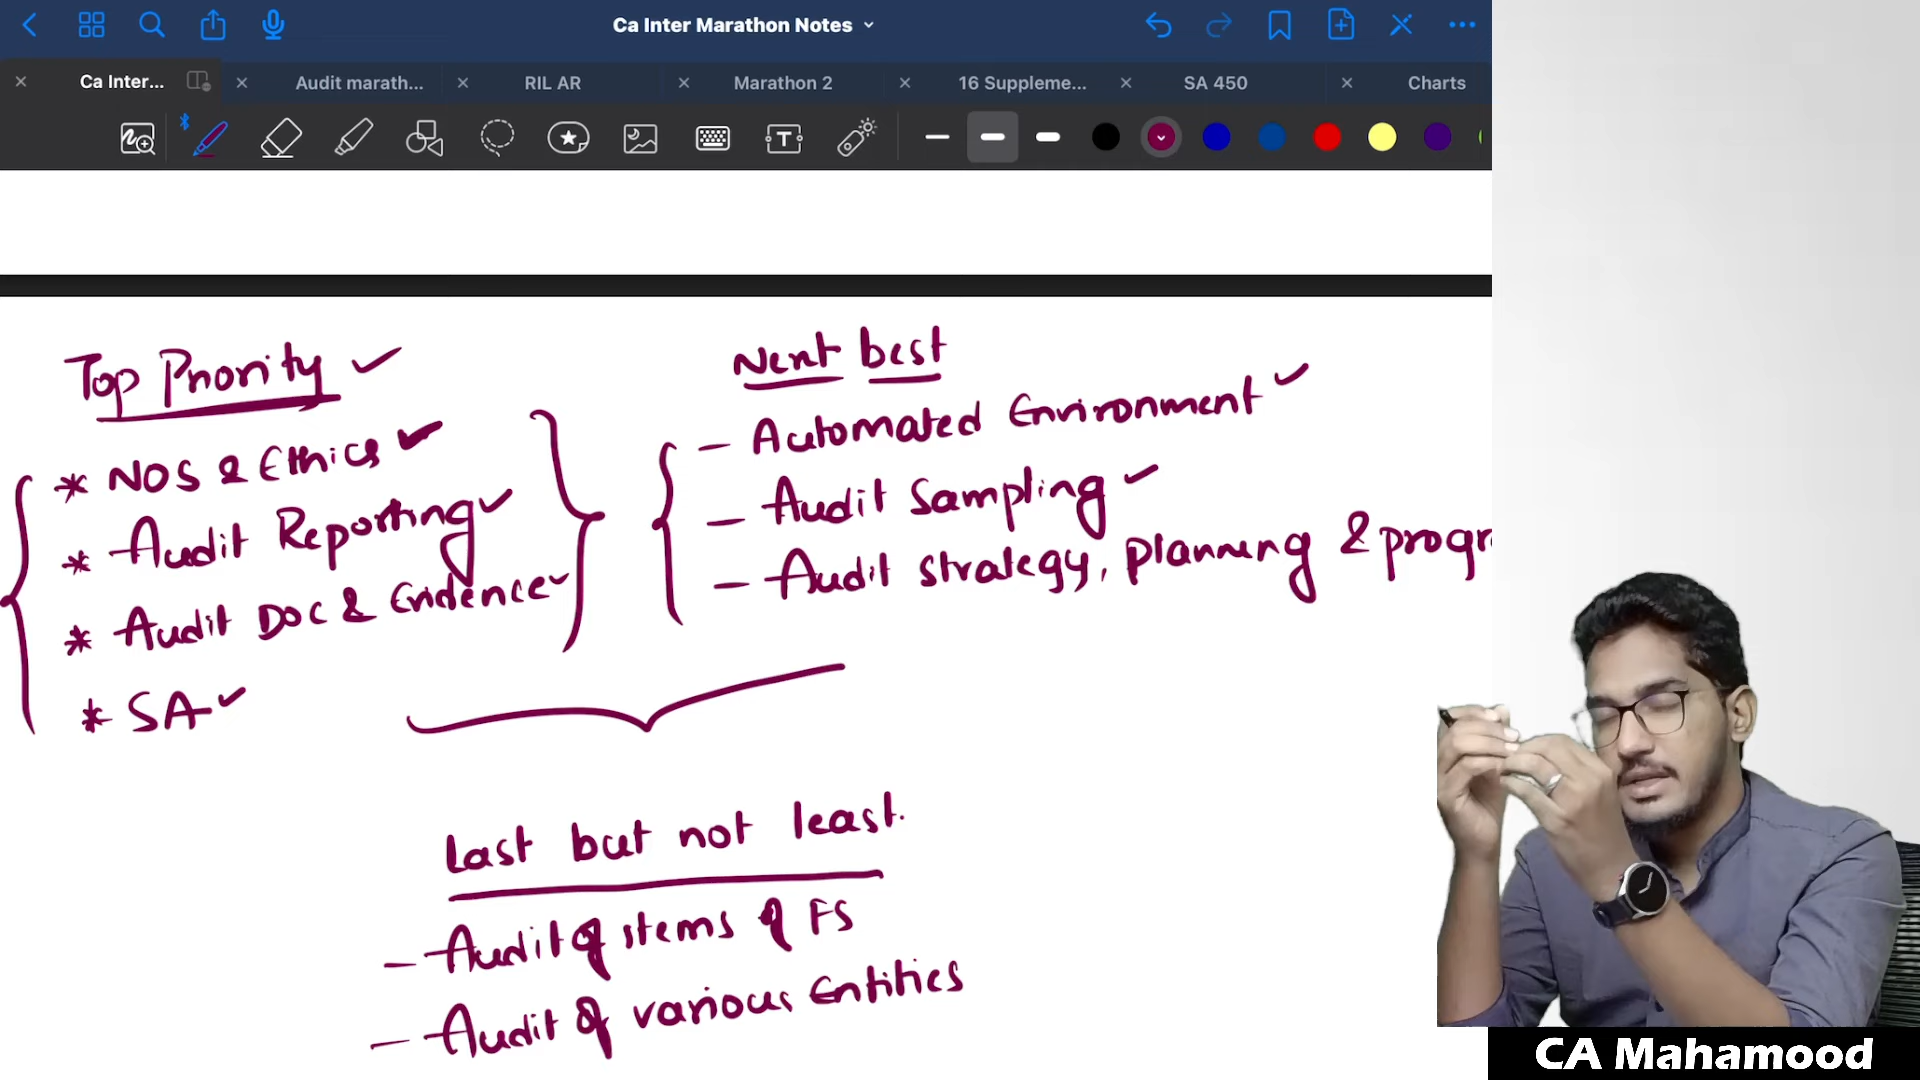 Ca Inter Marathon Notes
Ca Inter...
Audit marath...
RIL AR
Marathon 2
16 Suppleme...
SA 450
Charts
T
Top Priority
* NOS & Ethics
* Audit Reporting
* Audit Doc & Evidence
* SA
Next best
- Automated Environment
- Audit Sampling
- Audit strategy, planning & progr
Last but not least.
- Audit of items of FS
- Audit of various Entities
CA Mahamood